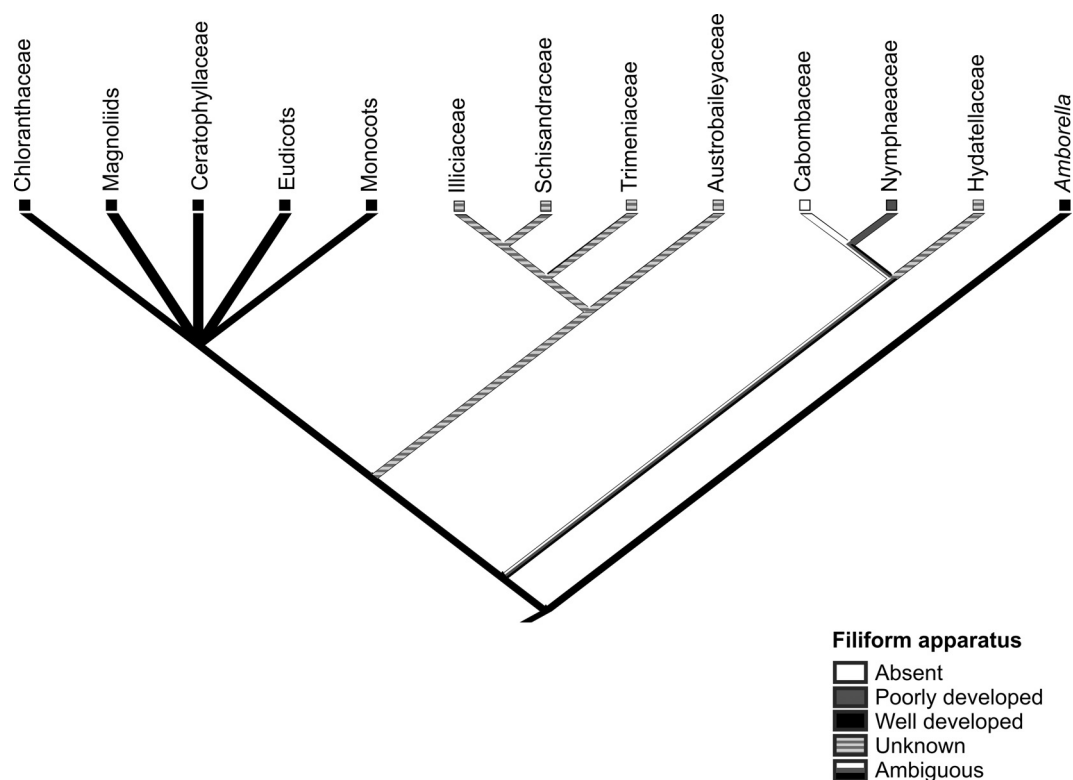 Chloranthaceae
Magnoliids
Ceratophyllaceae
Eudicots
Monocots
Illiciaceae
Schisandraceae
Trimeniaceae
Austrobaileyaceae
Cabombaceae
Nymphaeaceae
Hydatellaceae
Amborella
Filiform apparatus
Absent
Poorly developed
Well developed
Unknown
Ambiguous